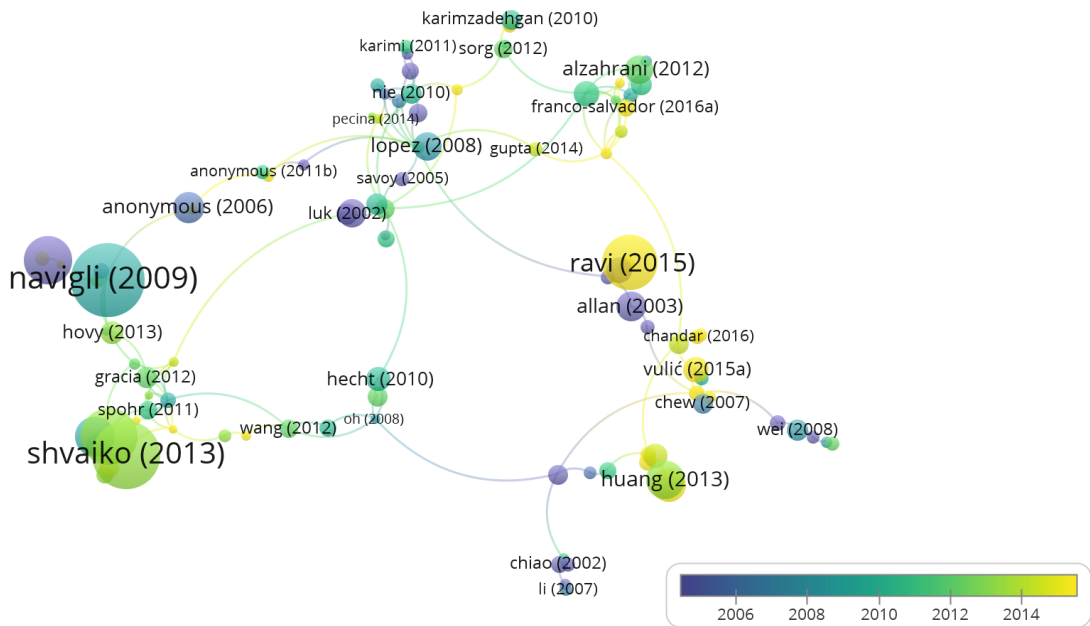 karimzadehgan (2010)
karimi (2011)
sorg (2012)
alzahrani (2012)
nie (2010)
franco-salvador (2016a)
pecina (2014)
lopez (2008)
gupta (2014)
anonymous (2011b)
savoy (2005)
anonymous (2006)
luk (2002)
navigli (2009)
ravi (2015)
allan (2003)
hovy (2013)
chandar (2016)
gracia (2012)
hecht (2010)
vulić (2015a)
spohr (2011)
oh (2008)
chew (2007)
wang (2012)
wei (2008)
shvaiko (2013)
huang (2013)
chiao (2002)
li (2007)
2006 2008 2010 2012 2014